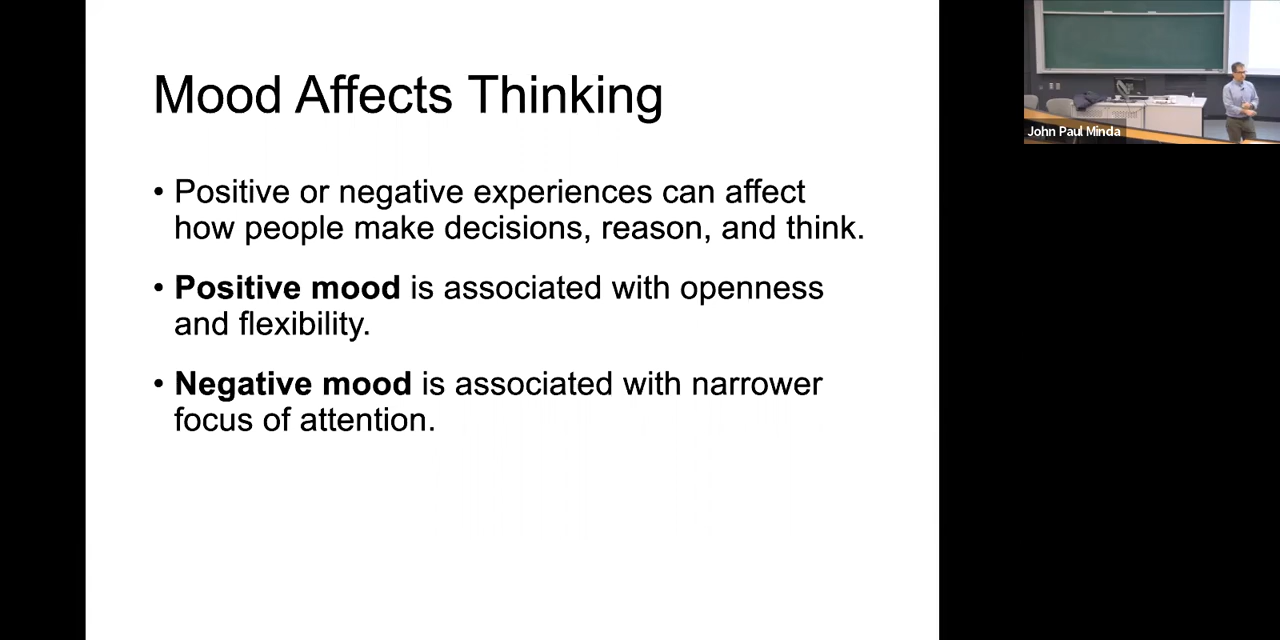 Mood Affects Thinking
• Positive or negative experiences can affect
how people make decisions, reason, and think.
• Positive mood is associated with openness
and flexibility.
• Negative mood is associated with narrower
focus of attention.
John Paul Minda